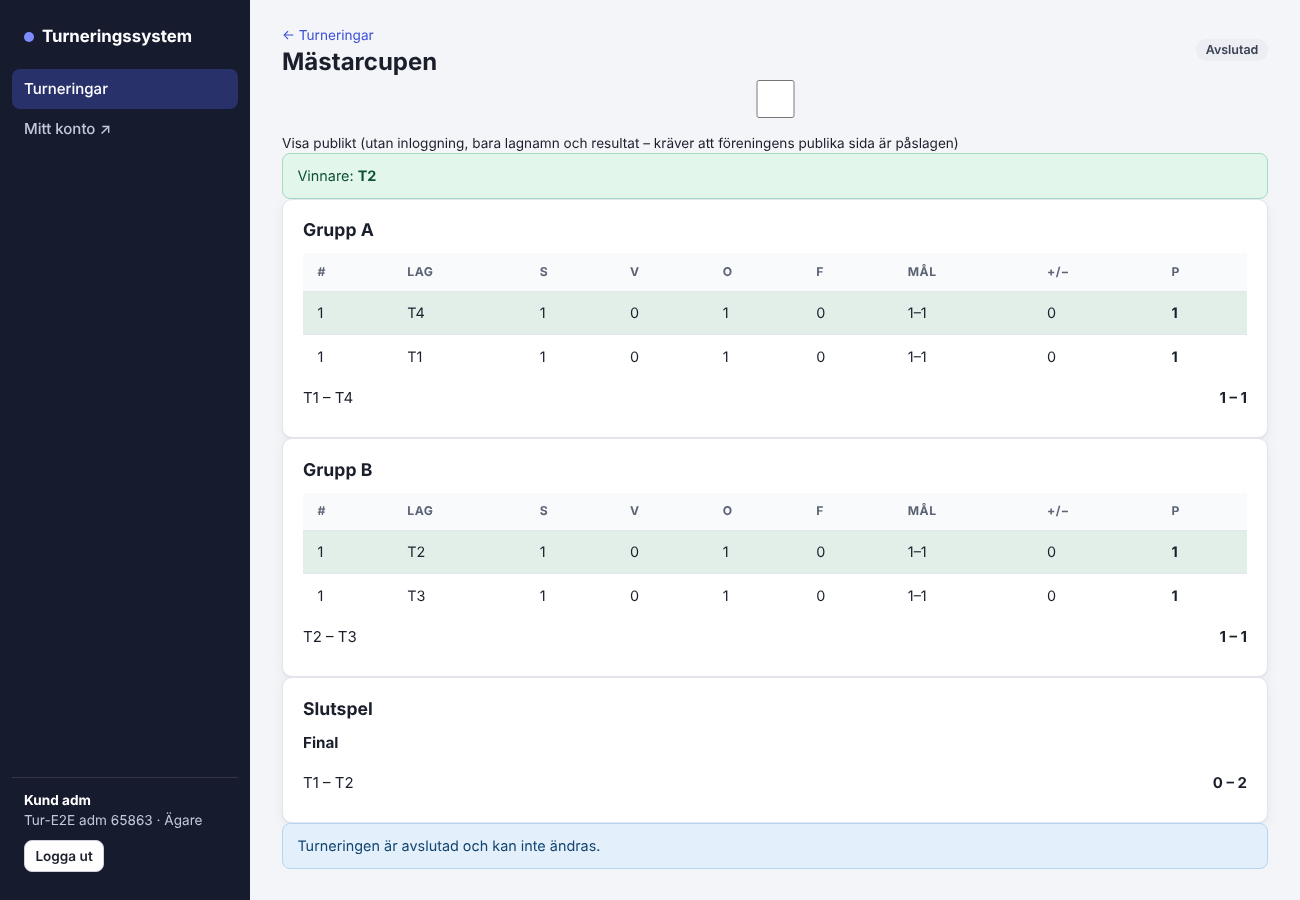 Turneringssystem
Turneringar
Mitt konto ↗
Kund adm
Tur-E2E adm 65863 · Ägare
Logga ut
← Turneringar
Mästarcupen
Avslutad
Visa publikt (utan inloggning, bara lagnamn och resultat – kräver att föreningens publika sida är påslagen)
Vinnare: T2
Grupp A
# LAG S V O F MÅL +/− P
1 T4 1 0 1 0 1–1 0 1
1 T1 1 0 1 0 1–1 0 1
T1 – T4 1 – 1
Grupp B
# LAG S V O F MÅL +/− P
1 T2 1 0 1 0 1–1 0 1
1 T3 1 0 1 0 1–1 0 1
T2 – T3 1 – 1
Slutspel
Final
T1 – T2 0 – 2
Turneringen är avslutad och kan inte ändras.